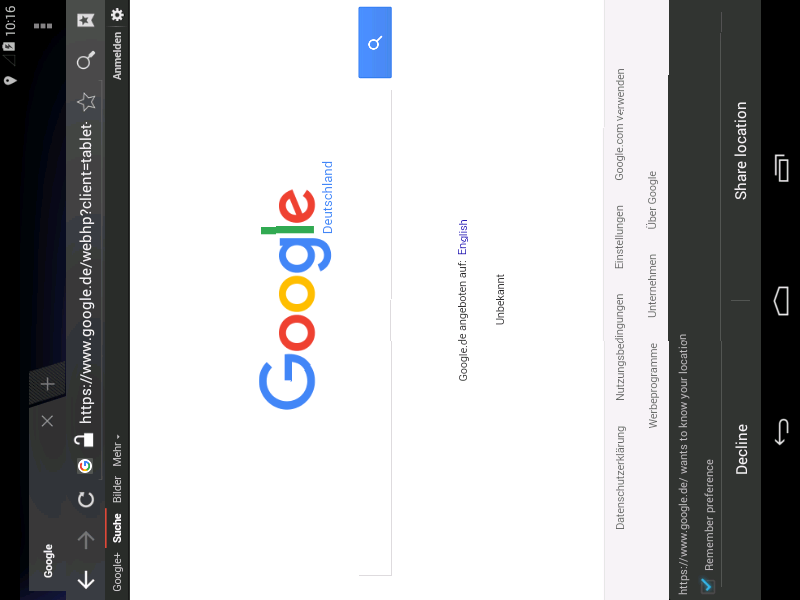 10:16
Google
https://www.google.de/webhp?client=tablet-
Google+ Suche Bilder Mehr Anmelden
Google
Deutschland
Google.de angeboten auf: English
Unbekannt
Datenschutzerklärung Nutzungsbedingungen Einstellungen Google.com verwenden
Werbeprogramme Unternehmen Über Google
https://www.google.de/ wants to know your location
Remember preference
Decline Share location